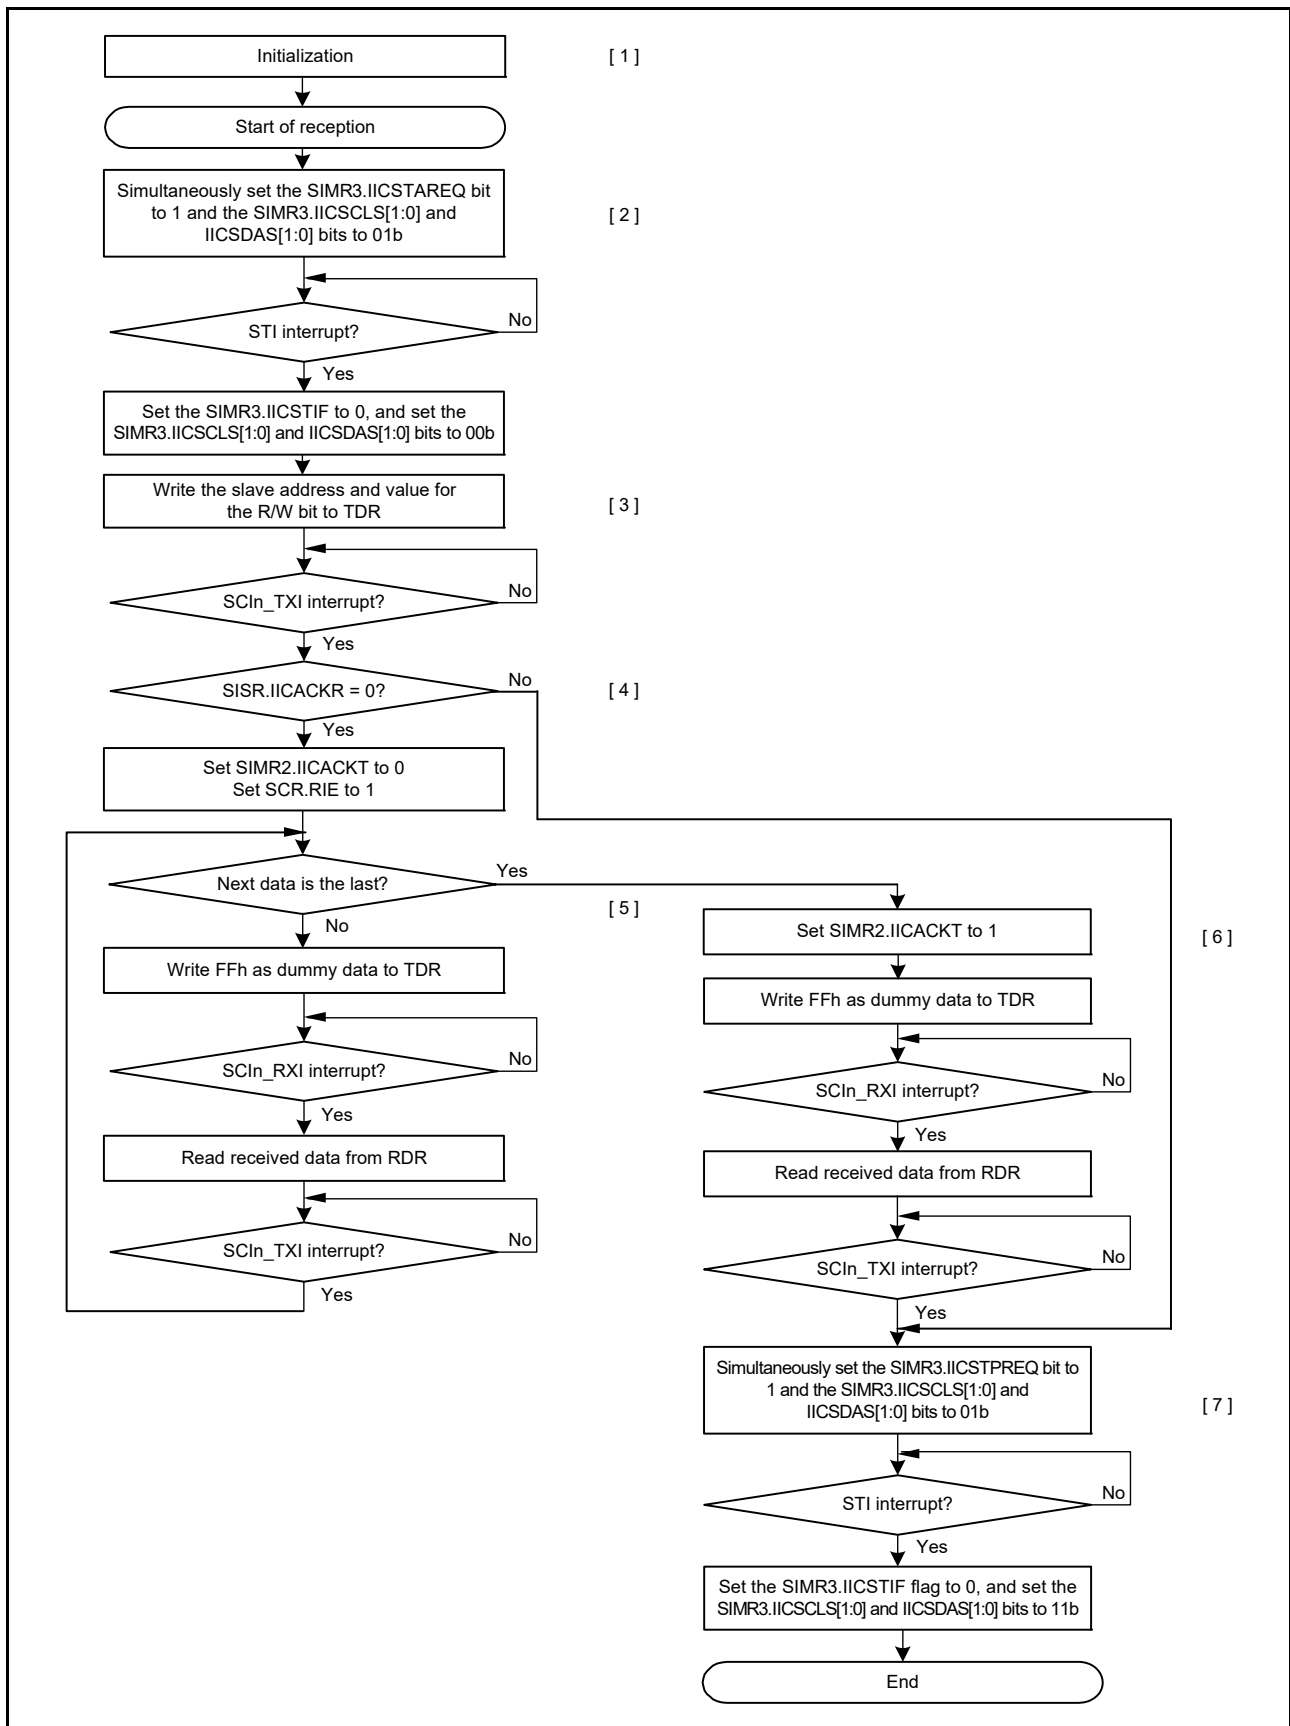 Initialization
[ 1 ]
Start of reception
Simultaneously set the SIMR3.IICSTAREQ bit
to 1 and the SIMR3.IICSCLS[1:0] and
IICSDAS[1:0] bits to 01b
[ 2 ]
STI interrupt?
No
Yes
Set the SIMR3.IICSTIF to 0, and set the
SIMR3.IICSCLS[1:0] and IICSDAS[1:0] bits to 00b
Write the slave address and value for
the R/W bit to TDR
[ 3 ]
SCIn_TXI interrupt?
No
Yes
SISR.IICACKR = 0?
No
[ 4 ]
Yes
Set SIMR2.IICACKT to 0
Set SCR.RIE to 1
Next data is the last?
Yes
[ 5 ]
No
Write FFh as dummy data to TDR
SCIn_RXI interrupt?
No
Yes
Read received data from RDR
SCIn_TXI interrupt?
No
Yes
Set SIMR2.IICACKT to 1
[ 6 ]
Write FFh as dummy data to TDR
SCIn_RXI interrupt?
No
Yes
Read received data from RDR
SCIn_TXI interrupt?
No
Yes
Simultaneously set the SIMR3.IICSTPREQ bit to
1 and the SIMR3.IICSCLS[1:0] and
IICSDAS[1:0] bits to 01b
[ 7 ]
STI interrupt?
No
Yes
Set the SIMR3.IICSTIF flag to 0, and set the
SIMR3.IICSCLS[1:0] and IICSDAS[1:0] bits to 11b
End